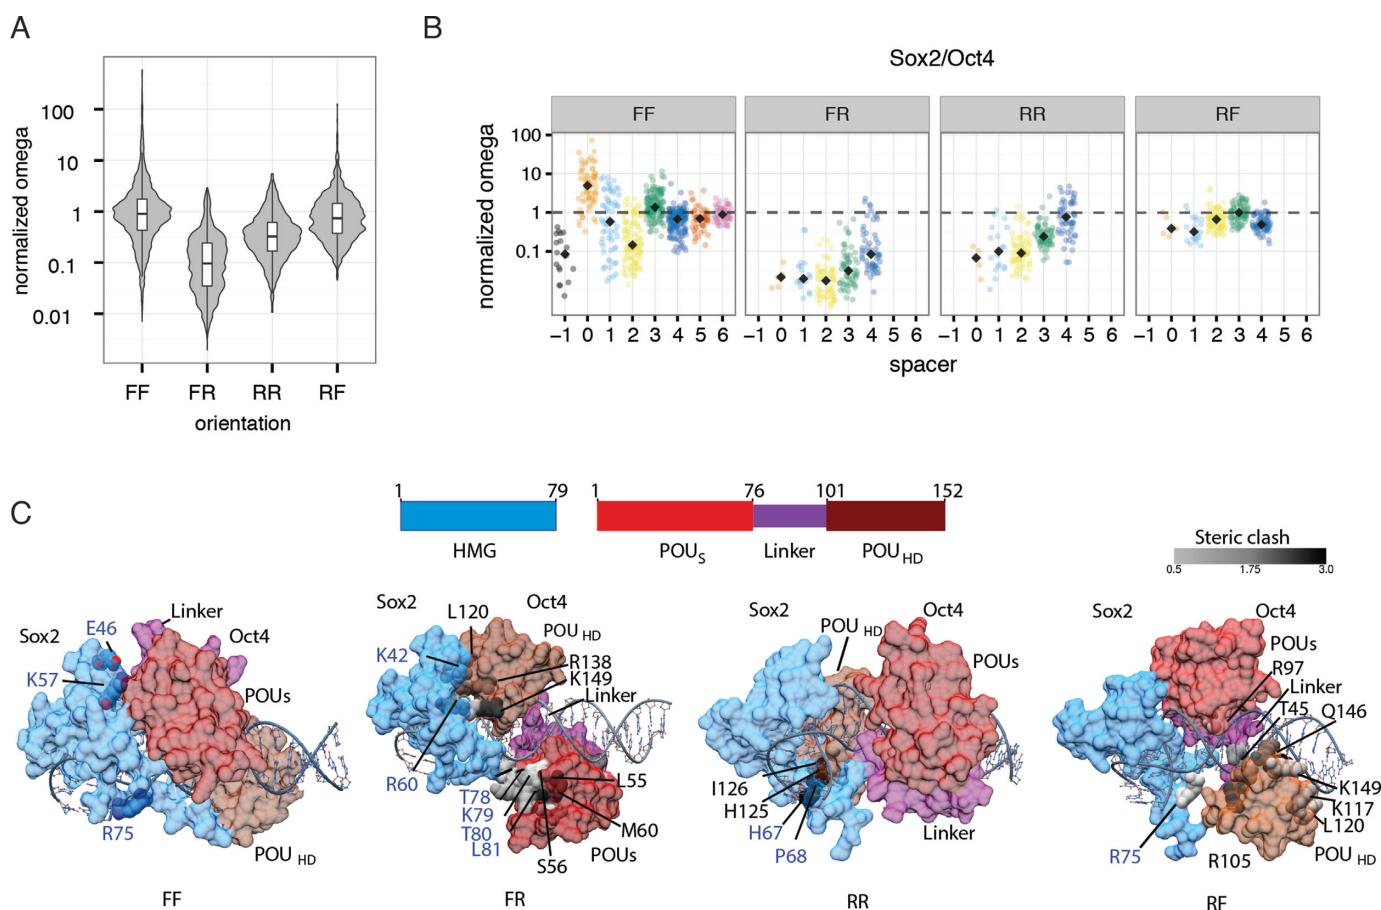 A
normalized omega
100
10
1
0.1
0.01
FF FR RR RF
orientation
B
Sox2/Oct4
FF FR RR RF
normalized omega
100
10
1
0.1
−1 0 1 2 3 4 5 6 −1 0 1 2 3 4 5 6 −1 0 1 2 3 4 5 6 −1 0 1 2 3 4 5 6
spacer
C
1 79 1 76 101 152
HMG POUS Linker POU HD
Steric clash
0.5 1.75 3.0
Sox2
E46
K57
Linker
Oct4
POUs
R75
POU HD
FF
Sox2
L120
Oct4
POU HD
K42
R138
K149
Linker
R60
T78
K79
T80
L81
L55
M60
S56
POUs
FR
Sox2
POU HD
Oct4
POUs
I126
H125
H67
P68
Linker
RR
Sox2
Oct4
POUs
R97
Linker
T45
Q146
K149
K117
L120
R75
R105
POU HD
RF